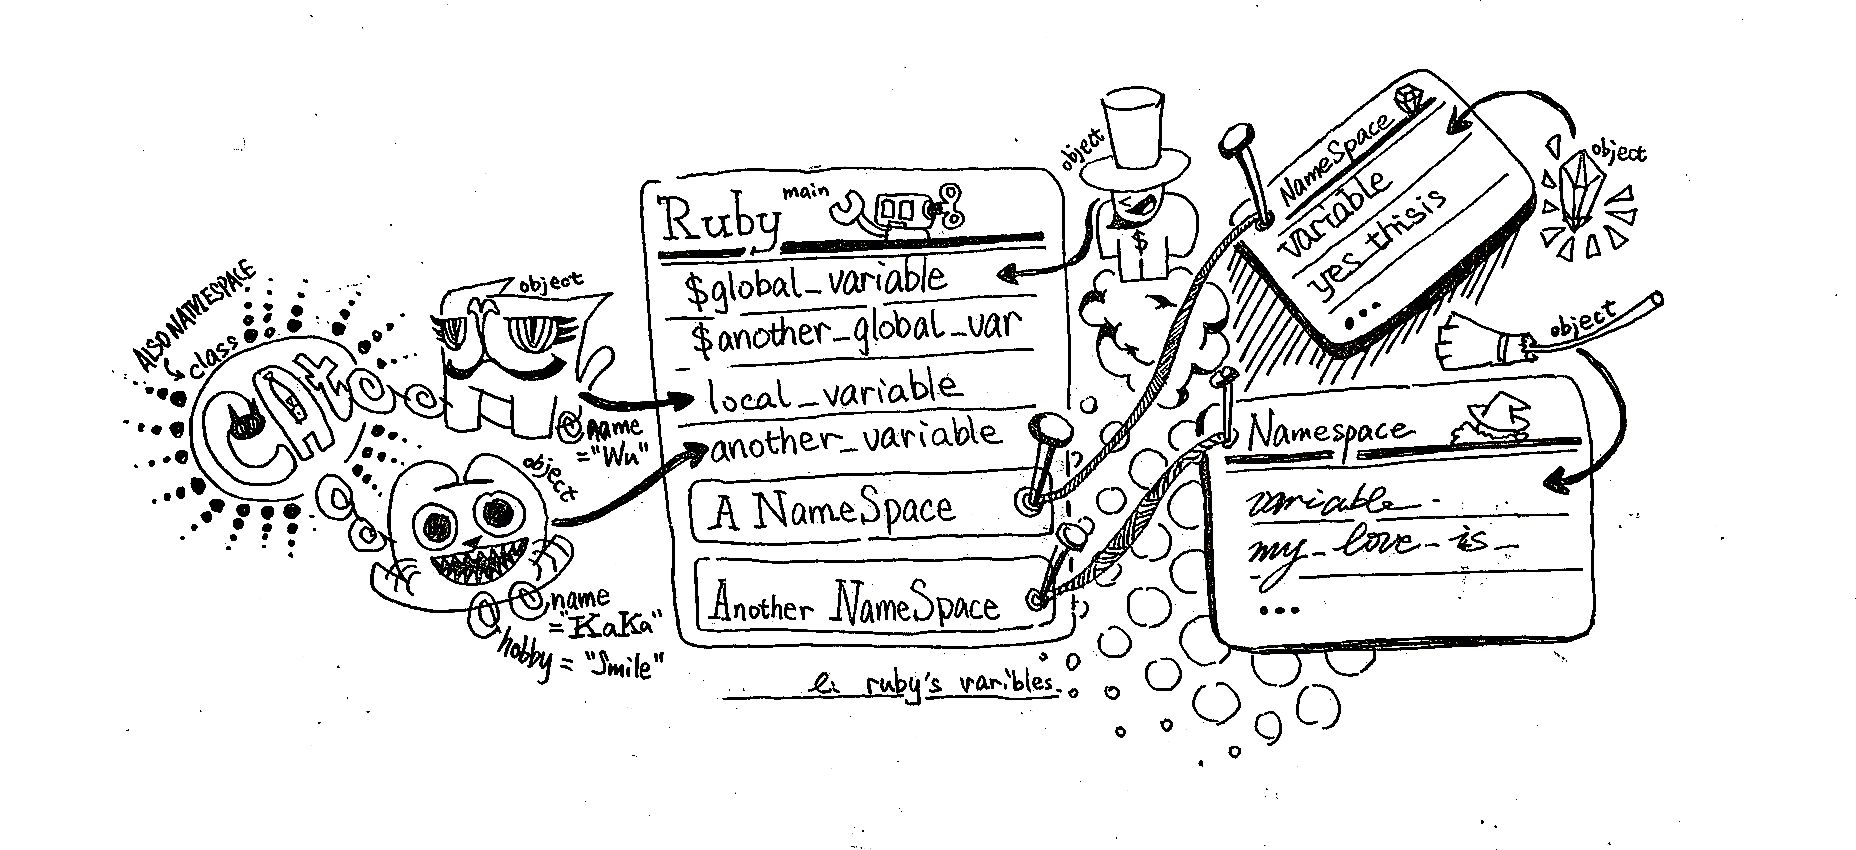 ALSO NAMESPACE
class
CAt
object
@name
="Wu"
object
@name
="KaKa"
@hobby = "Smile"
Ruby main
$global_variable
$another_global_var
local_variable
another_variable
A NameSpace
Another NameSpace
ruby's varibles.
object
$
NameSpace
variable
yes this is
...
object
object
Namespace
variable
my_love_is_
...